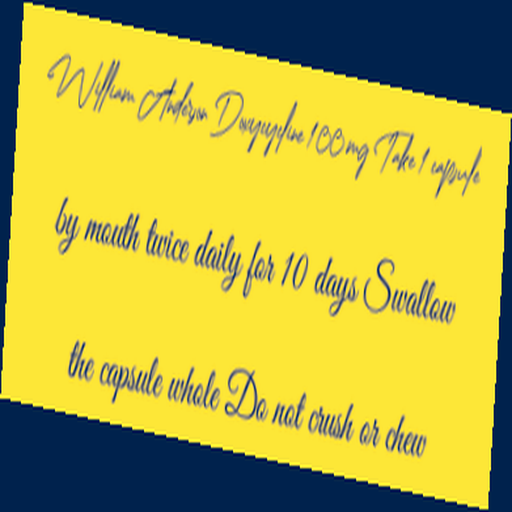 William Anderson Doxycycline 100 mg Take 1 capsule
by mouth twice daily for 10 days Swallow
the capsule whole Do not crush or chew